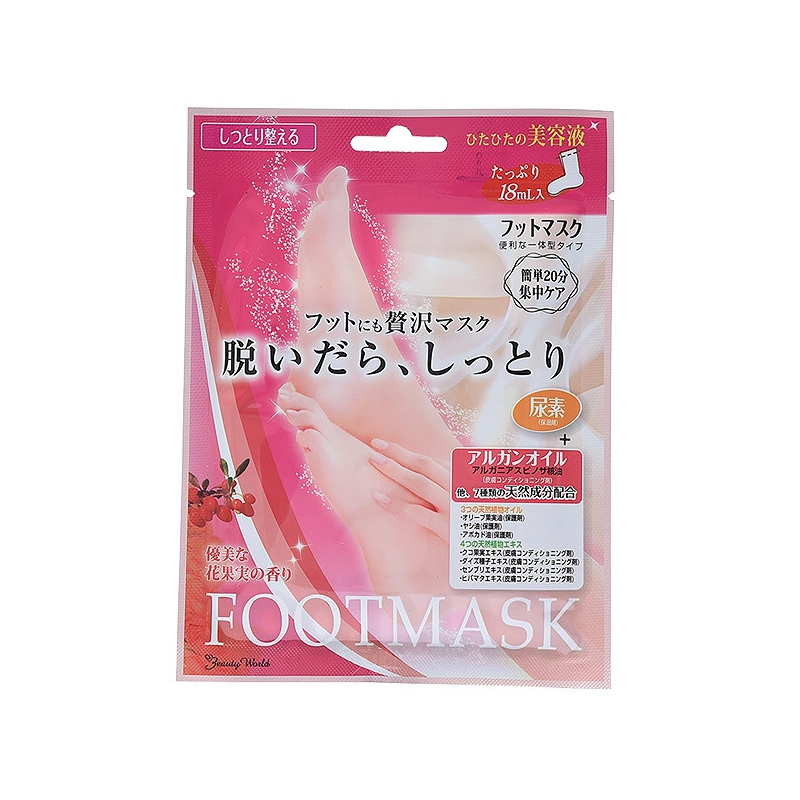 しっとり整える
ひたひたの美容液
たっぷり
18mL入
フットマスク
便利な一体型タイプ
簡単20分
集中ケア
フットにも贅沢マスク
脱いだら、しっとり
尿素
(保湿剤)
+
アルガンオイル
アルガニアスピノサ核油
(皮膚コンディショニング剤)
他、7種類の天然成分配合
3つの天然植物オイル
・オリーブ果実油(保護剤)
・ヤシ油(保護剤)
・アボカド油(保護剤)
4つの天然植物エキス
・クコ果実エキス(皮膚コンディショニング剤)
・ダイズ種子エキス(皮膚コンディショニング剤)
・センブリエキス(皮膚コンディショニング剤)
・ヒバマタエキス(皮膚コンディショニング剤)
優美な
花果実の香り
FOOTMASK
Beauty World